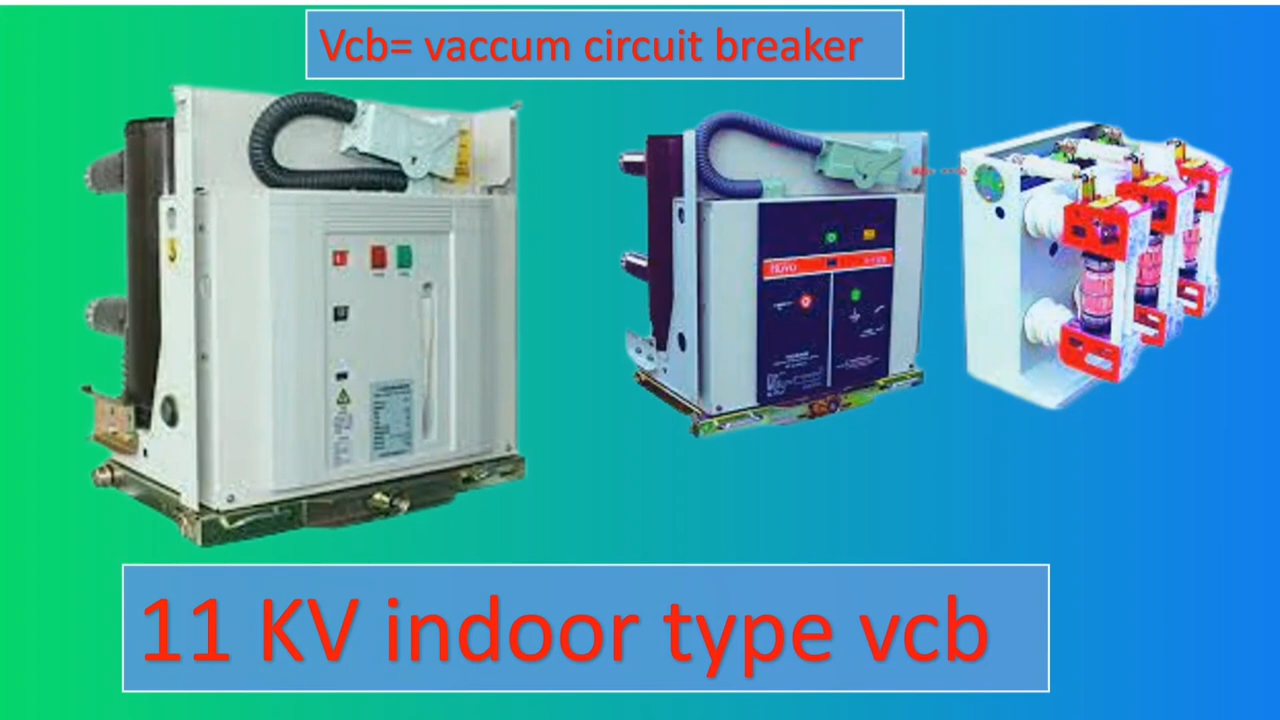 Vcb= vaccum circuit breaker
11 KV indoor type vcb